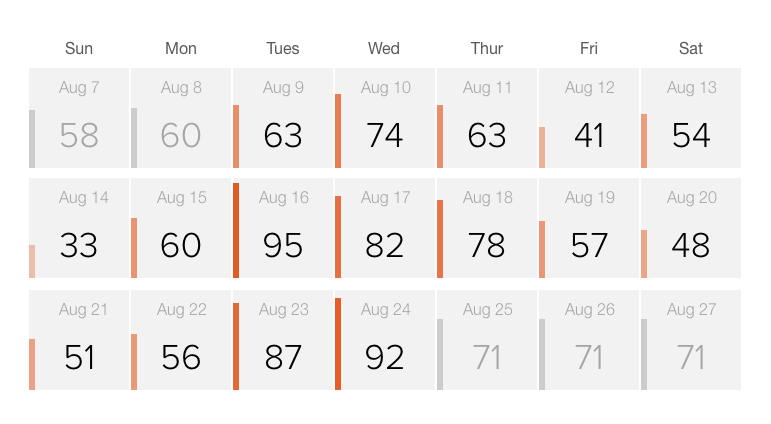 Sun Mon Tues Wed Thur Fri Sat
Aug 7 Aug 8 Aug 9 Aug 10 Aug 11 Aug 12 Aug 13
58 60 63 74 63 41 54
Aug 14 Aug 15 Aug 16 Aug 17 Aug 18 Aug 19 Aug 20
33 60 95 82 78 57 48
Aug 21 Aug 22 Aug 23 Aug 24 Aug 25 Aug 26 Aug 27
51 56 87 92 71 71 71